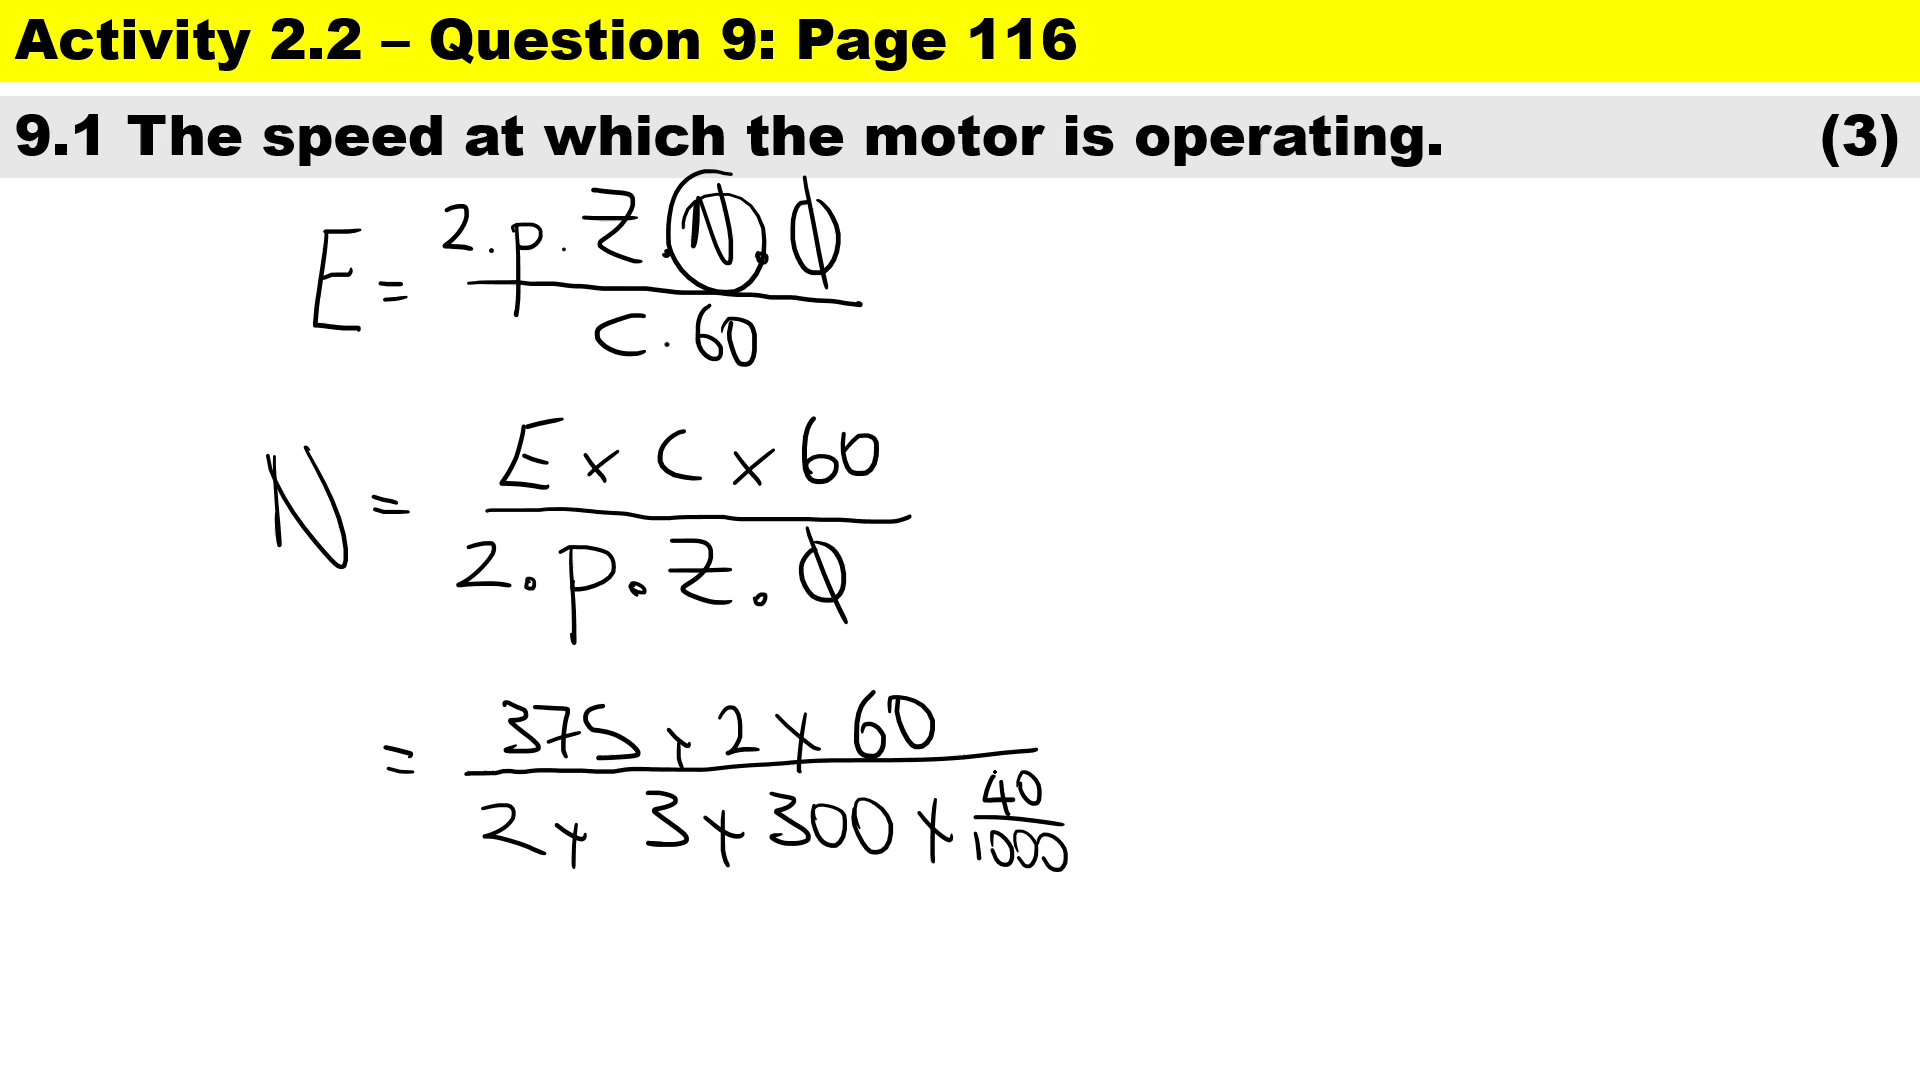 Activity 2.2 – Question 9: Page 116
9.1 The speed at which the motor is operating. (3)
E = 2.p.Z.N.Φ
C.60
N = E x C x 60
2.p.Z.Φ
= 375 x 2 x 60
2 x 3 x 300 x 40
1000